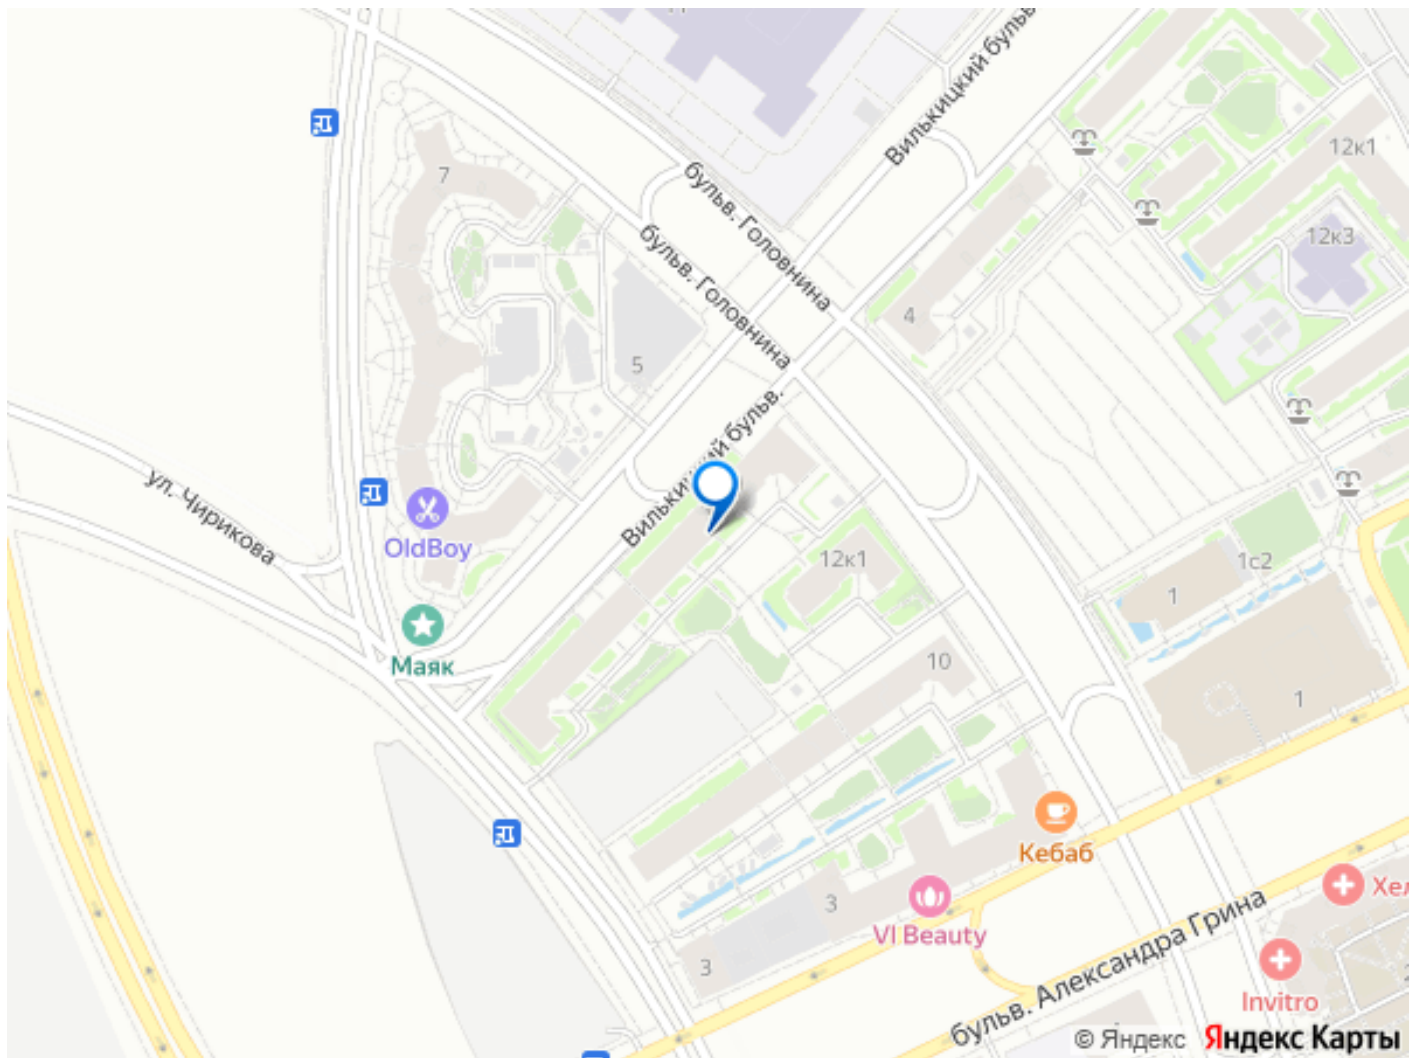 Вилькицкий бульв.
12к1
7
бульв. Головнина
12к3
бульв. Головнина
4
5
Вилькицкий бульв.
ул. Чирикова
OldBoy
12к1
1с2
1
Маяк
10
1
Кебаб
3
VI Beauty
3
бульв. Александра Грина
Хел
Invitro
© Яндекс Яндекс Карты